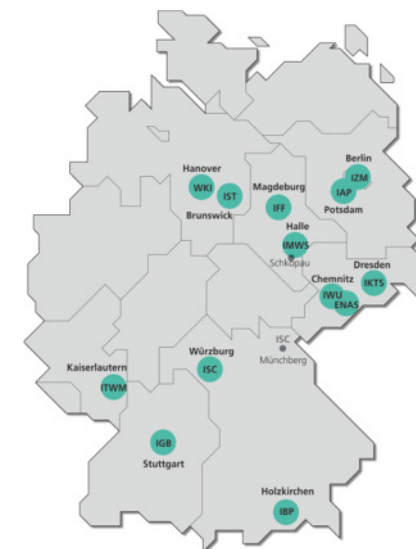 Berlin
IZM
IAP
Potsdam
Hanover
WKI
IST
Brunswick
Magdeburg
IFF
Halle
IMWS
Schkopau
Dresden
IKTS
Chemnitz
IWU
ENAS
ISC
Münchberg
Würzburg
ISC
Kaiserlautern
ITWM
IGB
Stuttgart
Holzkirchen
IBP